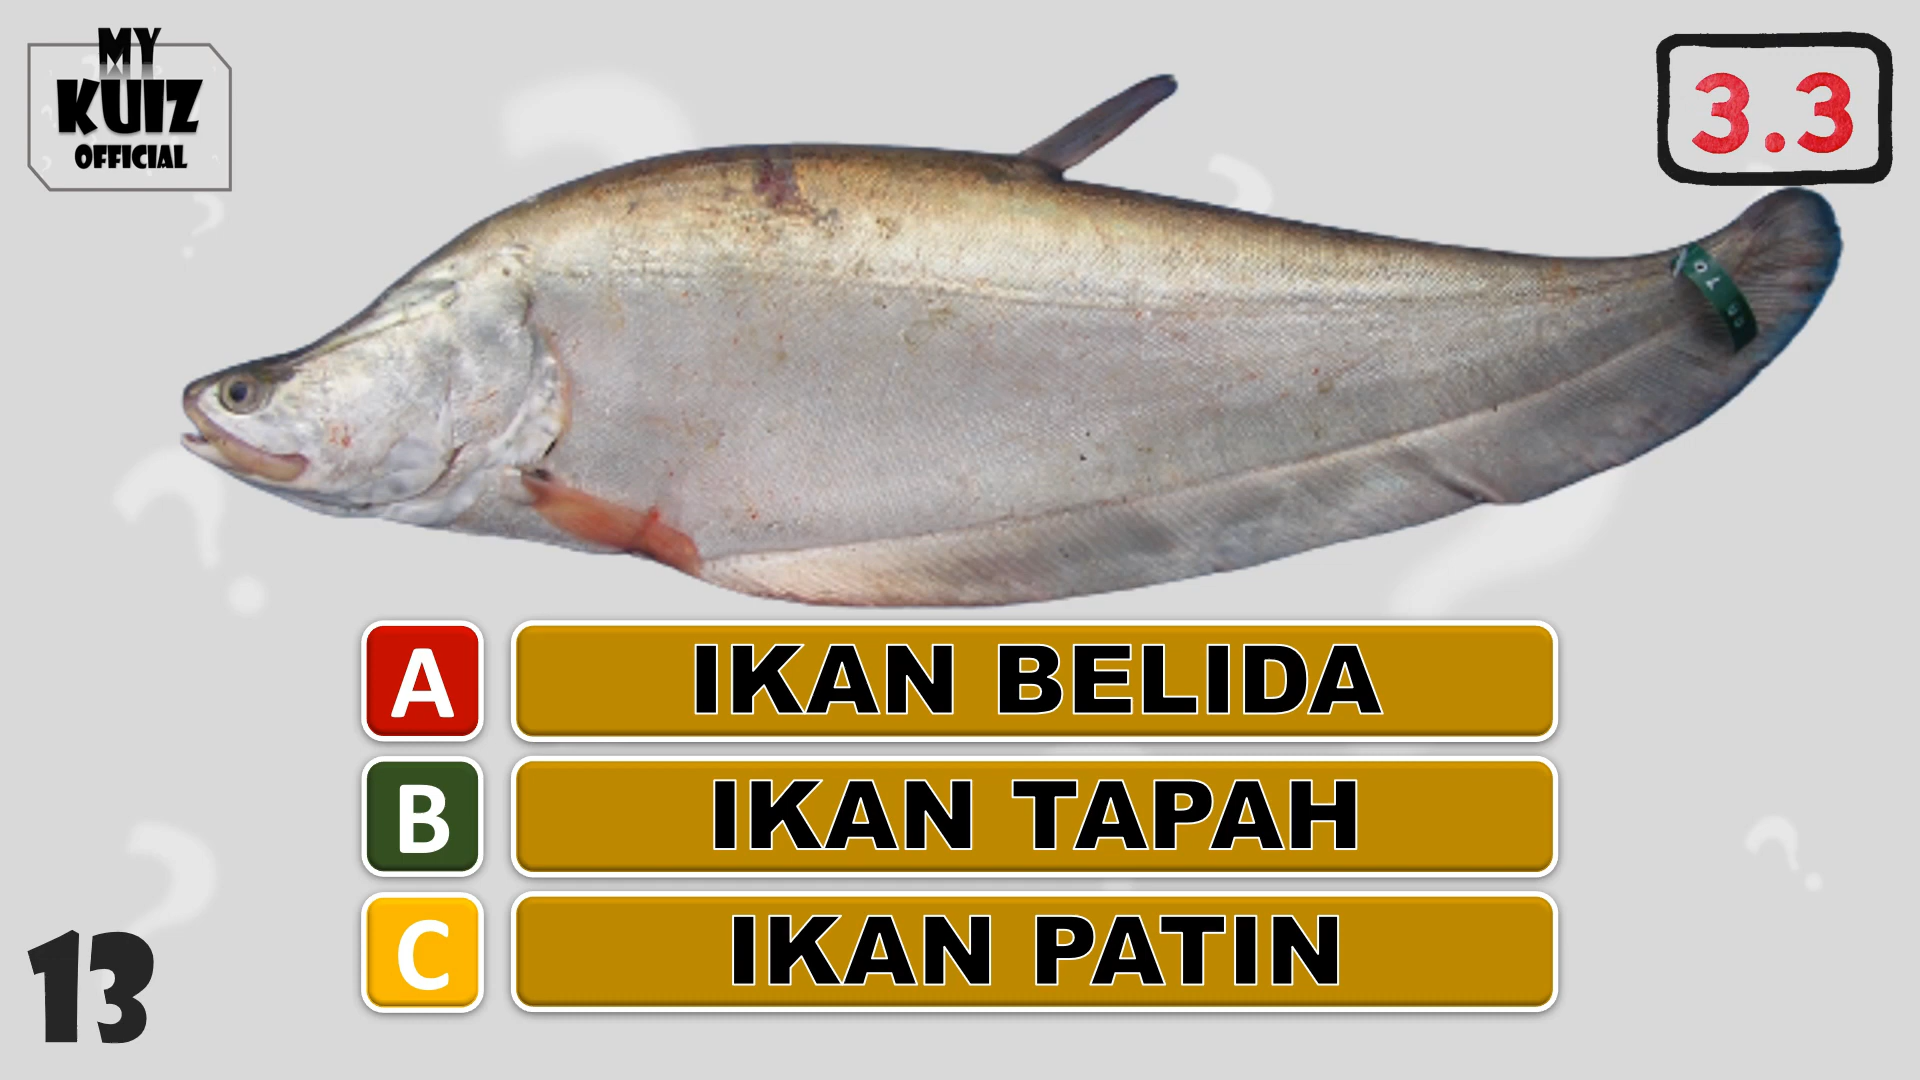 MY
KUIZ
OFFICIAL
3.3
A
IKAN BELIDA
B
IKAN TAPAH
C
IKAN PATIN
13